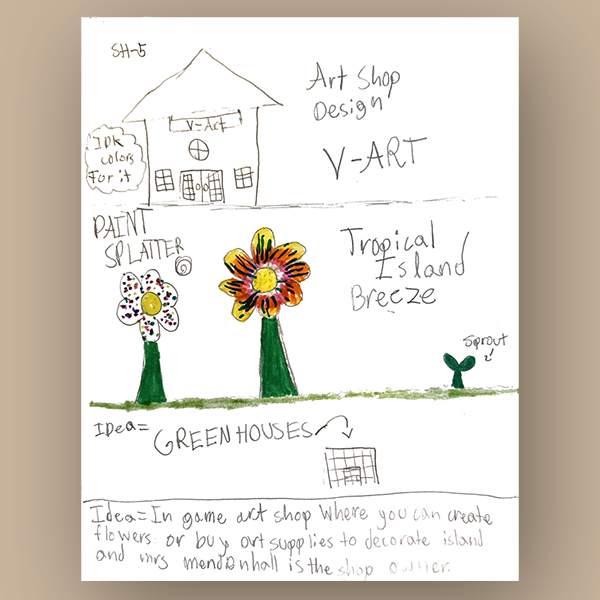 SH-5
Art Shop
Design
V-Art
V-ART
IDK
colors
For it
PAINT
SPLATTER
Tropical
Island
Breeze
Sprout
IDea=
GREENHOUSES
Idea=In game art shop where you can create
flowers or buy art supplies to decorate island
and mrs mendonhall is the shop owner.